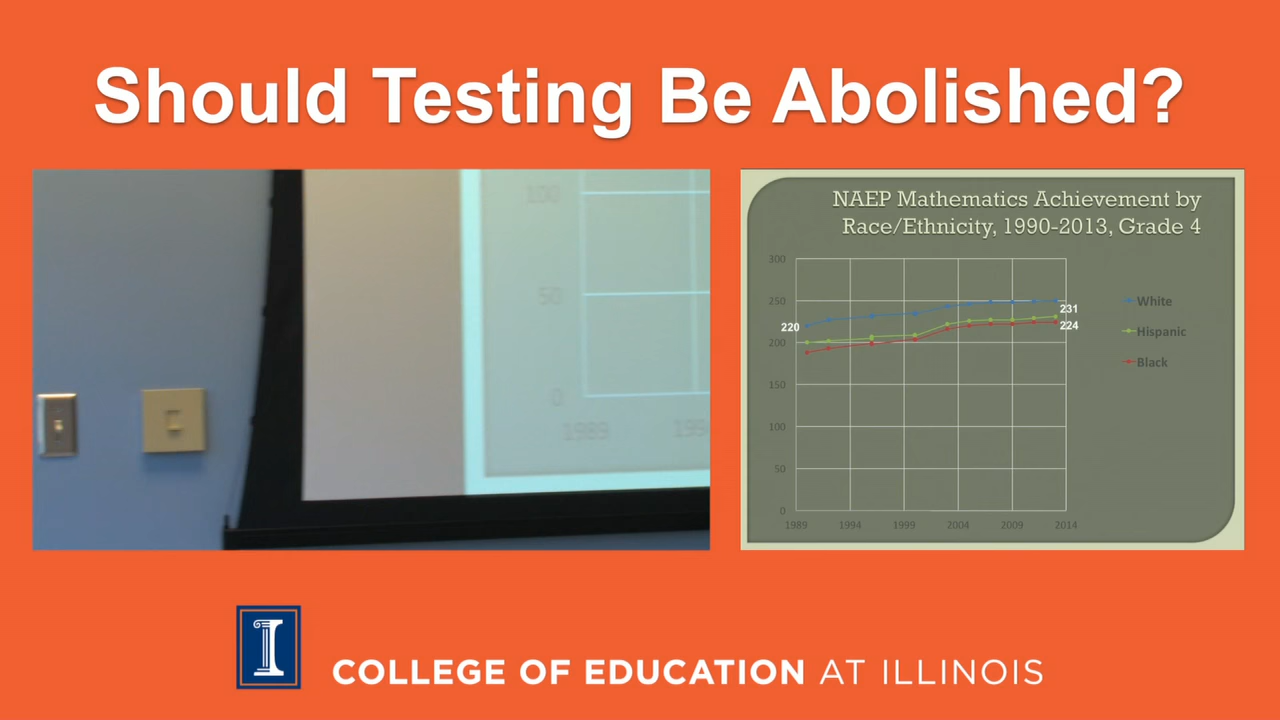 Should Testing Be Abolished?
100
50
0
1989
NAEP Mathematics Achievement by
Race/Ethnicity, 1990-2013, Grade 4
300
250
200
150
100
50
0
1989 1994 1999 2004 2009 2014
220
231
224
White
Hispanic
Black
I
COLLEGE OF EDUCATION AT ILLINOIS